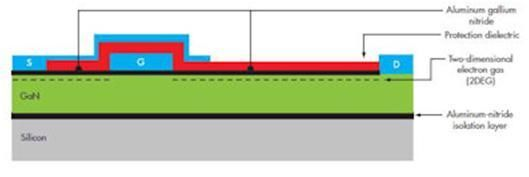 Aluminum gallium
nitride
Protection dielectric
S
G
D
Two-dimensional
electron gas
(2DEG)
GaN
Aluminum-nitride
isolation layer
Silicon